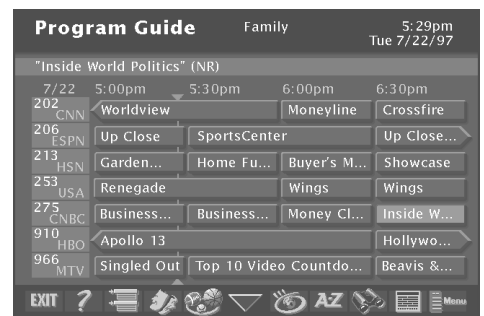 Program Guide Family 5:29pm
Tue 7/22/97
"Inside World Politics" (NR)
7/22 5:00pm 5:30pm 6:00pm 6:30pm
202 CNN Worldview Moneyline Crossfire
206 ESPN Up Close SportsCenter Up Close...
213 HSN Garden... Home Fu... Buyer's M... Showcase
253 USA Renegade Wings Wings
275 CNBC Business... Business... Money Cl... Inside W...
910 HBO Apollo 13 Hollywo...
966 MTV Singled Out Top 10 Video Countdo... Beavis &...
EXIT ? A-Z Menu